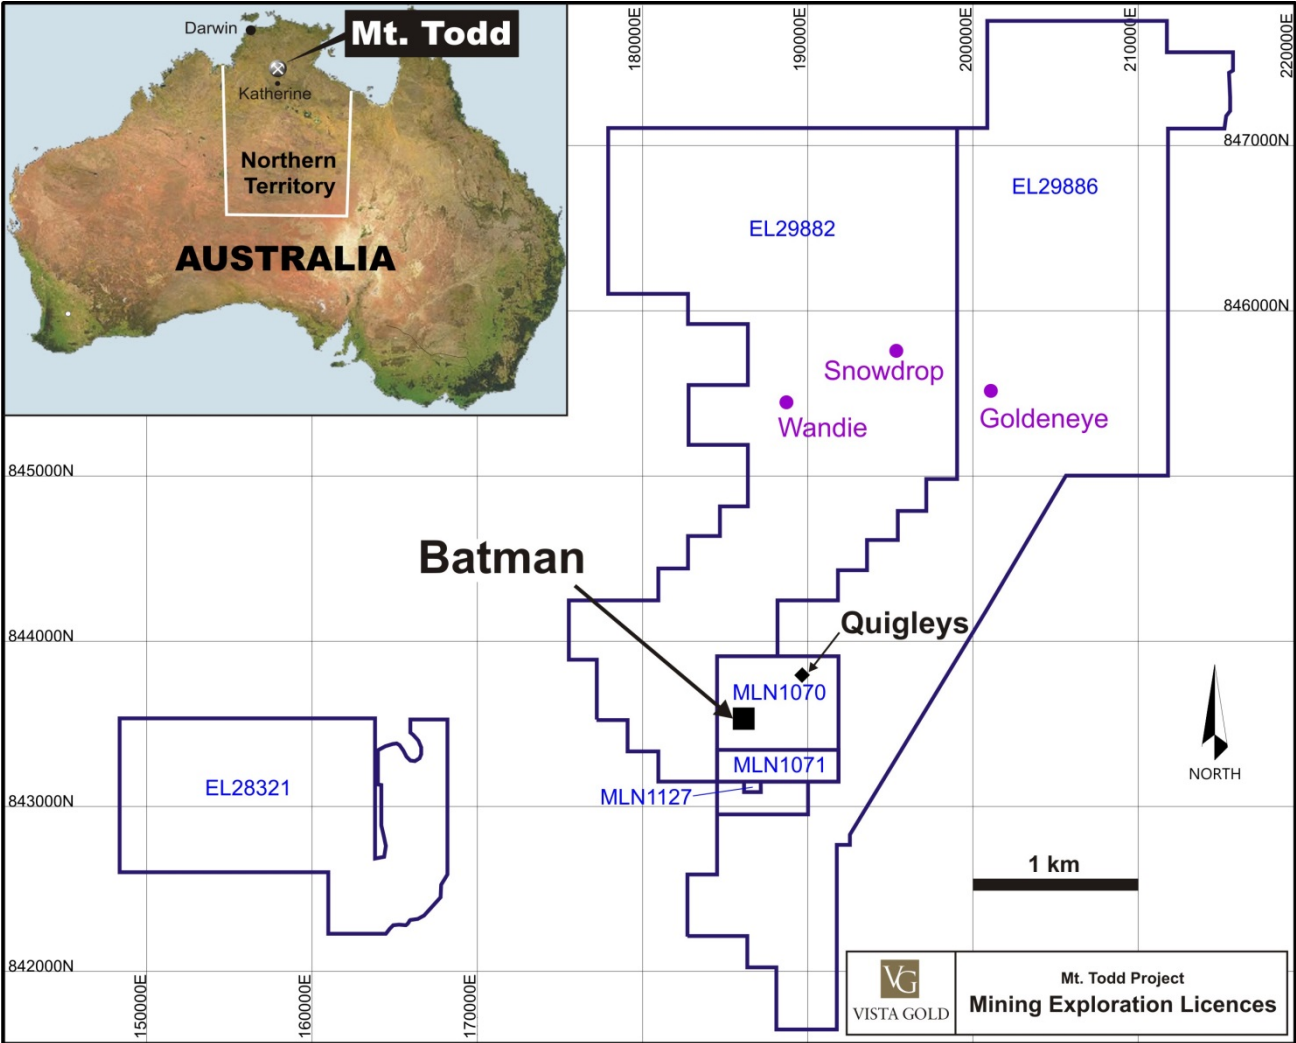 Darwin
Mt. Todd
Katherine
Northern
Territory
AUSTRALIA
180000E
190000E
200000E
210000E
220000E
847000N
EL29886
EL29882
846000N
Snowdrop
Wandie
Goldeneye
845000N
Batman
Quigleys
844000N
MLN1070
MLN1071
EL28321
MLN1127
843000N
NORTH
1 km
842000N
150000E
160000E
170000E
VG
VISTA GOLD
Mt. Todd Project
Mining Exploration Licences